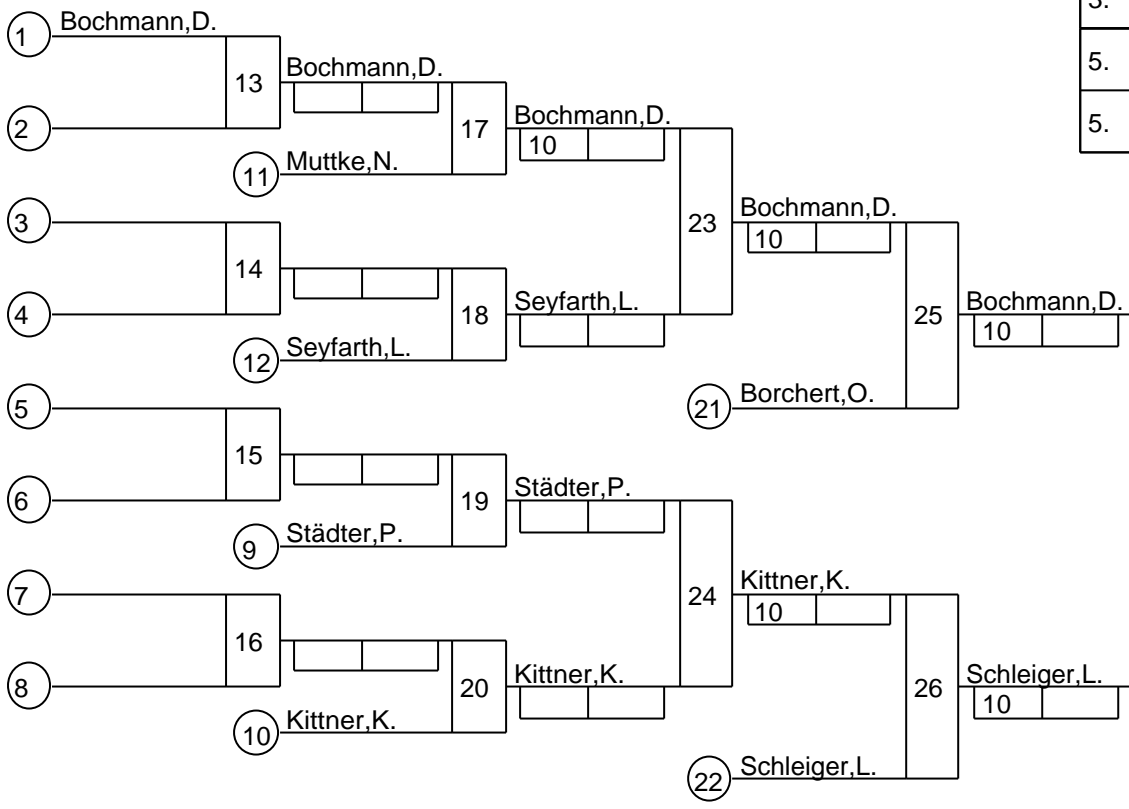 3.
1 Bochmann,D.
13 Bochmann,D.
5.
2
17 Bochmann,D.
10
5.
11 Muttke,N.
3
23 Bochmann,D.
10
14
4
18 Seyfarth,L.
25 Bochmann,D.
10
12 Seyfarth,L.
5
21 Borchert,O.
15
6
19 Städter,P.
9 Städter,P.
7
24 Kittner,K.
10
16
8
20 Kittner,K.
26 Schleiger,L.
10
10 Kittner,K.
22 Schleiger,L.